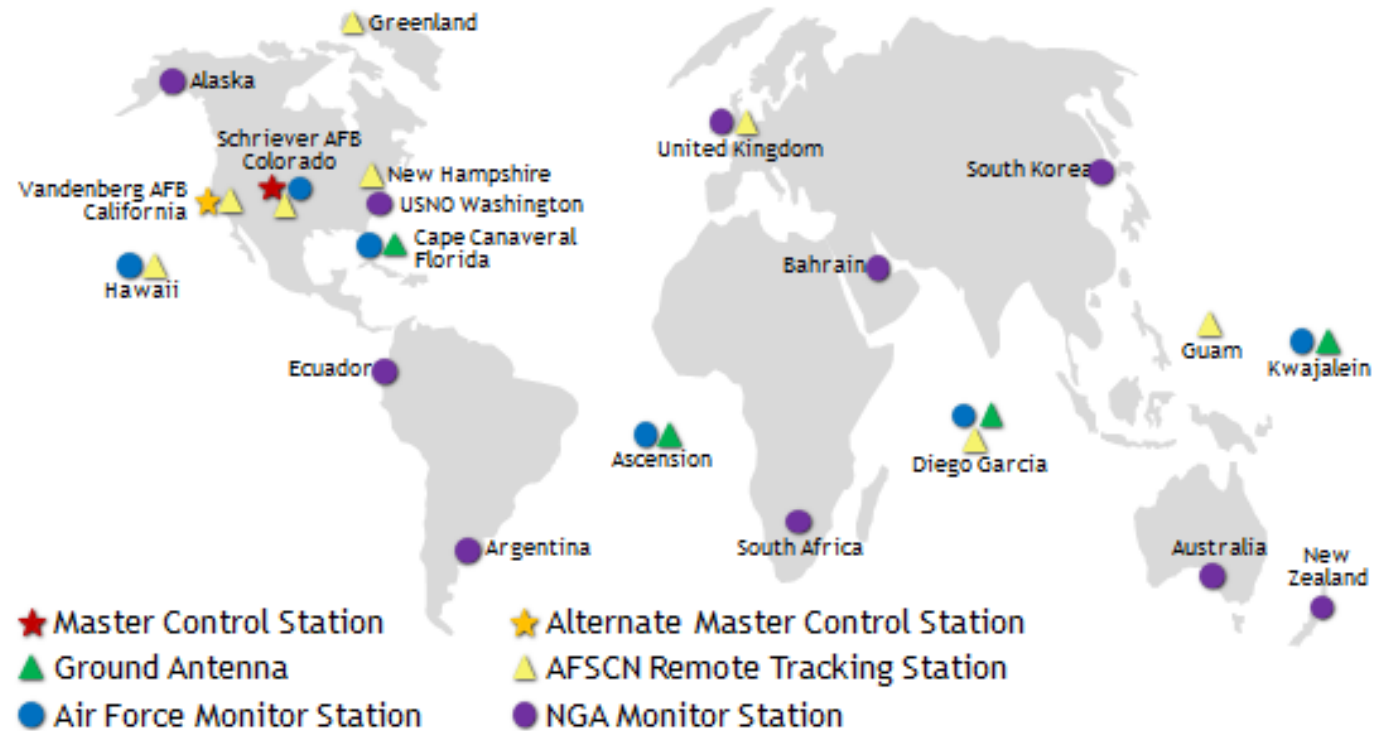 Greenland
Alaska
Schriever AFB
Colorado
Vandenberg AFB
California
New Hampshire
USNO Washington
Cape Canaveral
Florida
Hawaii
United Kingdom
South Korea
Bahrain
Guam
Kwajalein
Ecuador
Ascension
Diego Garcia
Argentina
South Africa
Australia
New
Zealand
Master Control Station
Alternate Master Control Station
Ground Antenna
AFSCN Remote Tracking Station
Air Force Monitor Station
NGA Monitor Station